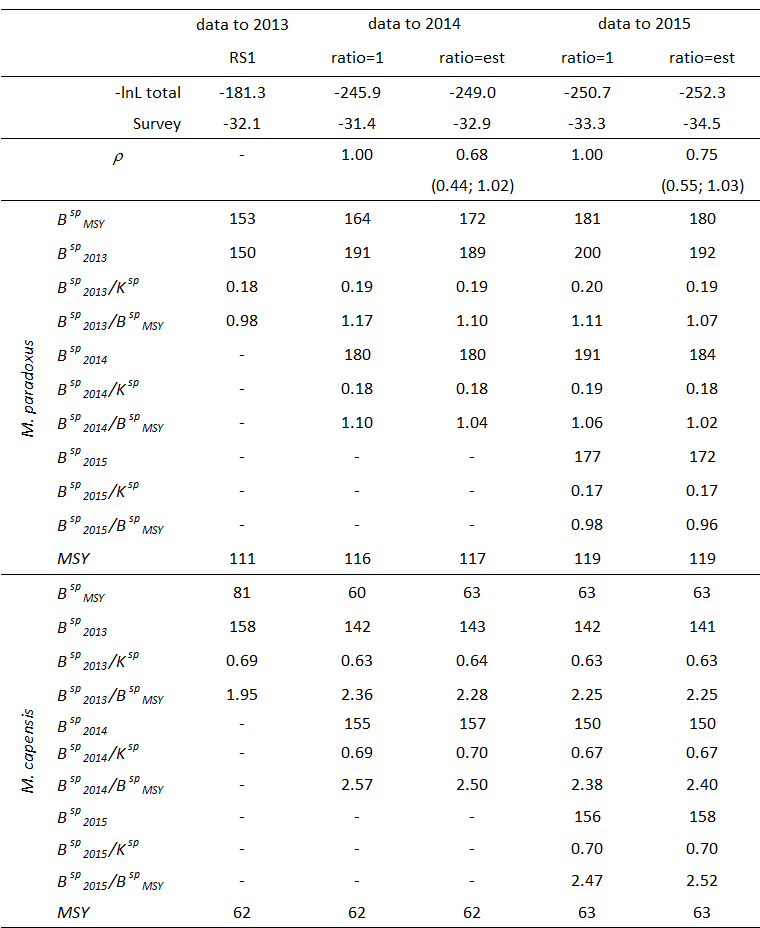 data to 2013 data to 2014 data to 2015
RS1 ratio=1 ratio=est ratio=1 ratio=est
-lnL total -181.3 -245.9 -249.0 -250.7 -252.3
Survey -32.1 -31.4 -32.9 -33.3 -34.5
ρ - 1.00 0.68 1.00 0.75
(0.44; 1.02) (0.55; 1.03)
M. paradoxus
B sp MSY 153 164 172 181 180
B sp 2013 150 191 189 200 192
B sp 2013/K sp 0.18 0.19 0.19 0.20 0.19
B sp 2013/B sp MSY 0.98 1.17 1.10 1.11 1.07
B sp 2014 - 180 180 191 184
B sp 2014/K sp - 0.18 0.18 0.19 0.18
B sp 2014/B sp MSY - 1.10 1.04 1.06 1.02
B sp 2015 - - - 177 172
B sp 2015/K sp - - - 0.17 0.17
B sp 2015/B sp MSY - - - 0.98 0.96
MSY 111 116 117 119 119
M. capensis
B sp MSY 81 60 63 63 63
B sp 2013 158 142 143 142 141
B sp 2013/K sp 0.69 0.63 0.64 0.63 0.63
B sp 2013/B sp MSY 1.95 2.36 2.28 2.25 2.25
B sp 2014 - 155 157 150 150
B sp 2014/K sp - 0.69 0.70 0.67 0.67
B sp 2014/B sp MSY - 2.57 2.50 2.38 2.40
B sp 2015 - - - 156 158
B sp 2015/K sp - - - 0.70 0.70
B sp 2015/B sp MSY - - - 2.47 2.52
MSY 62 62 62 63 63